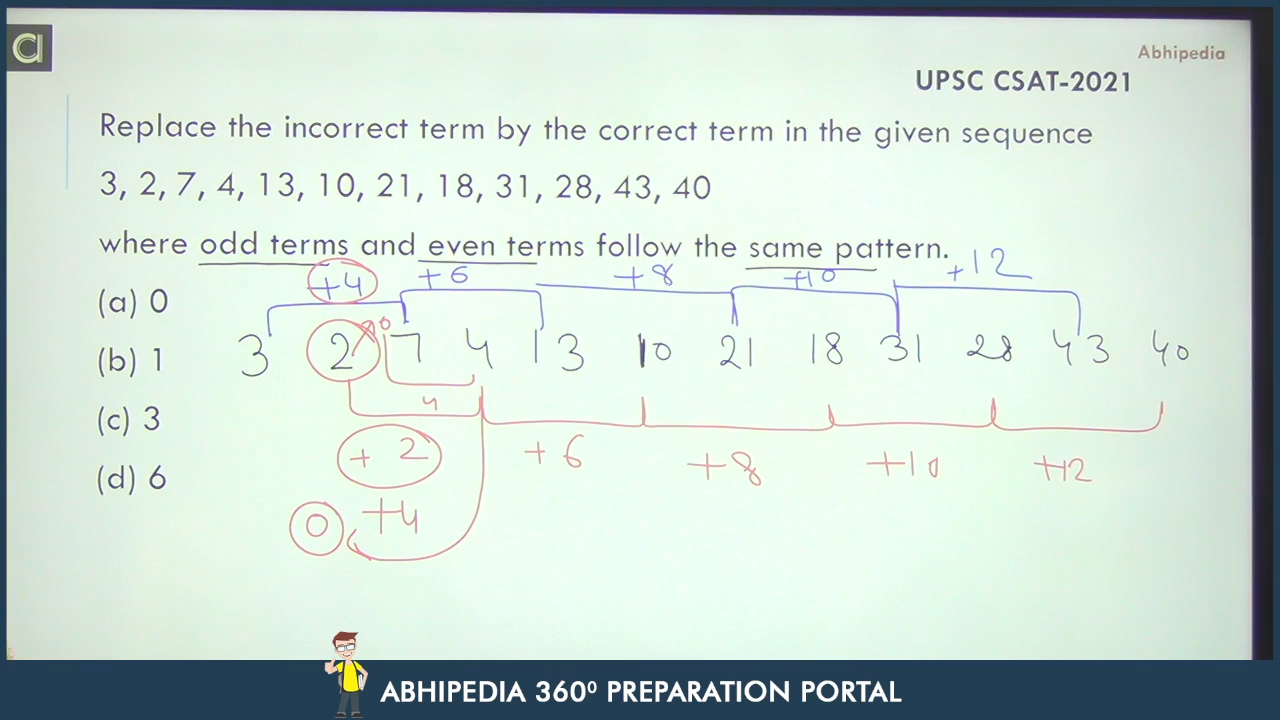 a
Abhipedia
UPSC CSAT-2021
Replace the incorrect term by the correct term in the given sequence
3, 2, 7, 4, 13, 10, 21, 18, 31, 28, 43, 40
where odd terms and even terms follow the same pattern.
+4 +6 +8 +10 +12
(a) 0
(b) 1
(c) 3
(d) 6
0
3 2 7 4 13 10 21 18 31 28 43 40
4
+2 +6 +8 +10 +12
0 +4
ABHIPEDIA 360⁰ PREPARATION PORTAL